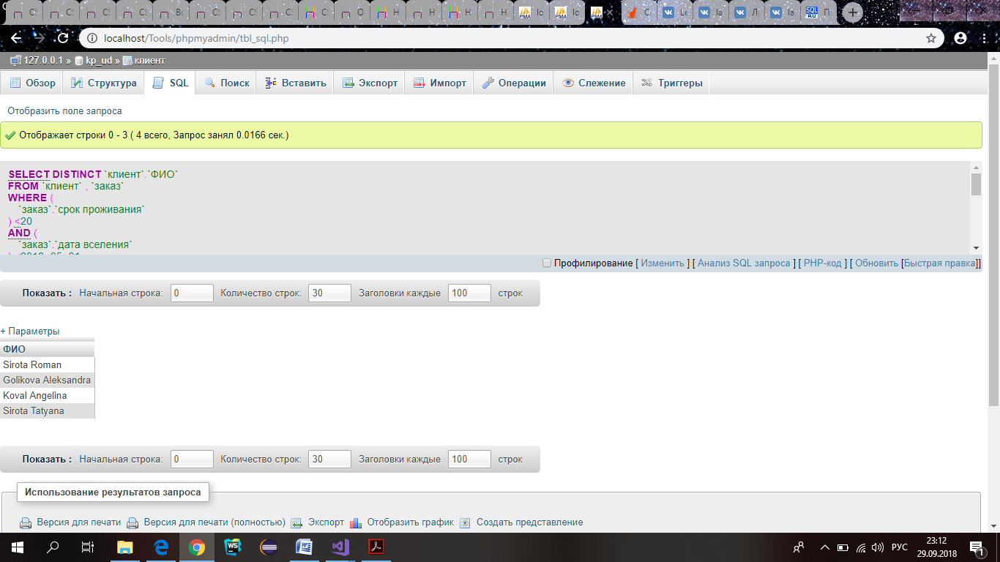 localhost/Tools/phpmyadmin/tbl_sql.php
127.0.0.1 » kp_ud » клиент
Обзор Структура SQL Поиск Вставить Экспорт Импорт Операции Слежение Триггеры
Отобразить поле запроса
Отображает строки 0 - 3 ( 4 всего, Запрос занял 0.0166 сек.)
SELECT DISTINCT `клиент`.`ФИО`
FROM `клиент` , `заказ`
WHERE (
`заказ`.`срок проживания`
) <20
AND (
`заказ`.`дата вселения`
Профилирование [ Изменить ] [ Анализ SQL запроса ] [ PHP-код ] [ Обновить [Быстрая правка]]
Показать : Начальная строка: 0 Количество строк: 30 Заголовки каждые 100 строк
+ Параметры
ФИО
Sirota Roman
Golikova Aleksandra
Koval Angelina
Sirota Tatyana
Показать : Начальная строка: 0 Количество строк: 30 Заголовки каждые 100 строк
Использование результатов запроса
Версия для печати Версия для печати (полностью) Экспорт Отобразить график Создать представление
РУС
23:12
29.09.2018
1